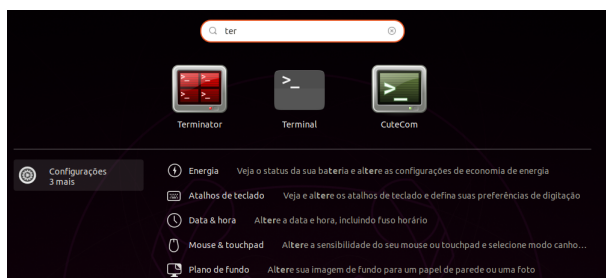 ter
Terminator
Terminal
CuteCom
Configurações
3 mais
Energia Veja o status da sua bateria e altere as configurações de economia de energia
Atalhos de teclado Veja e altere os atalhos de teclado e defina suas preferências de digitação
Data & hora Altere a data e hora, incluindo fuso horário
Mouse & touchpad Altere a sensibilidade do seu mouse ou touchpad e selecione modo canho…
Plano de fundo Altere sua imagem de fundo para um papel de parede ou uma foto